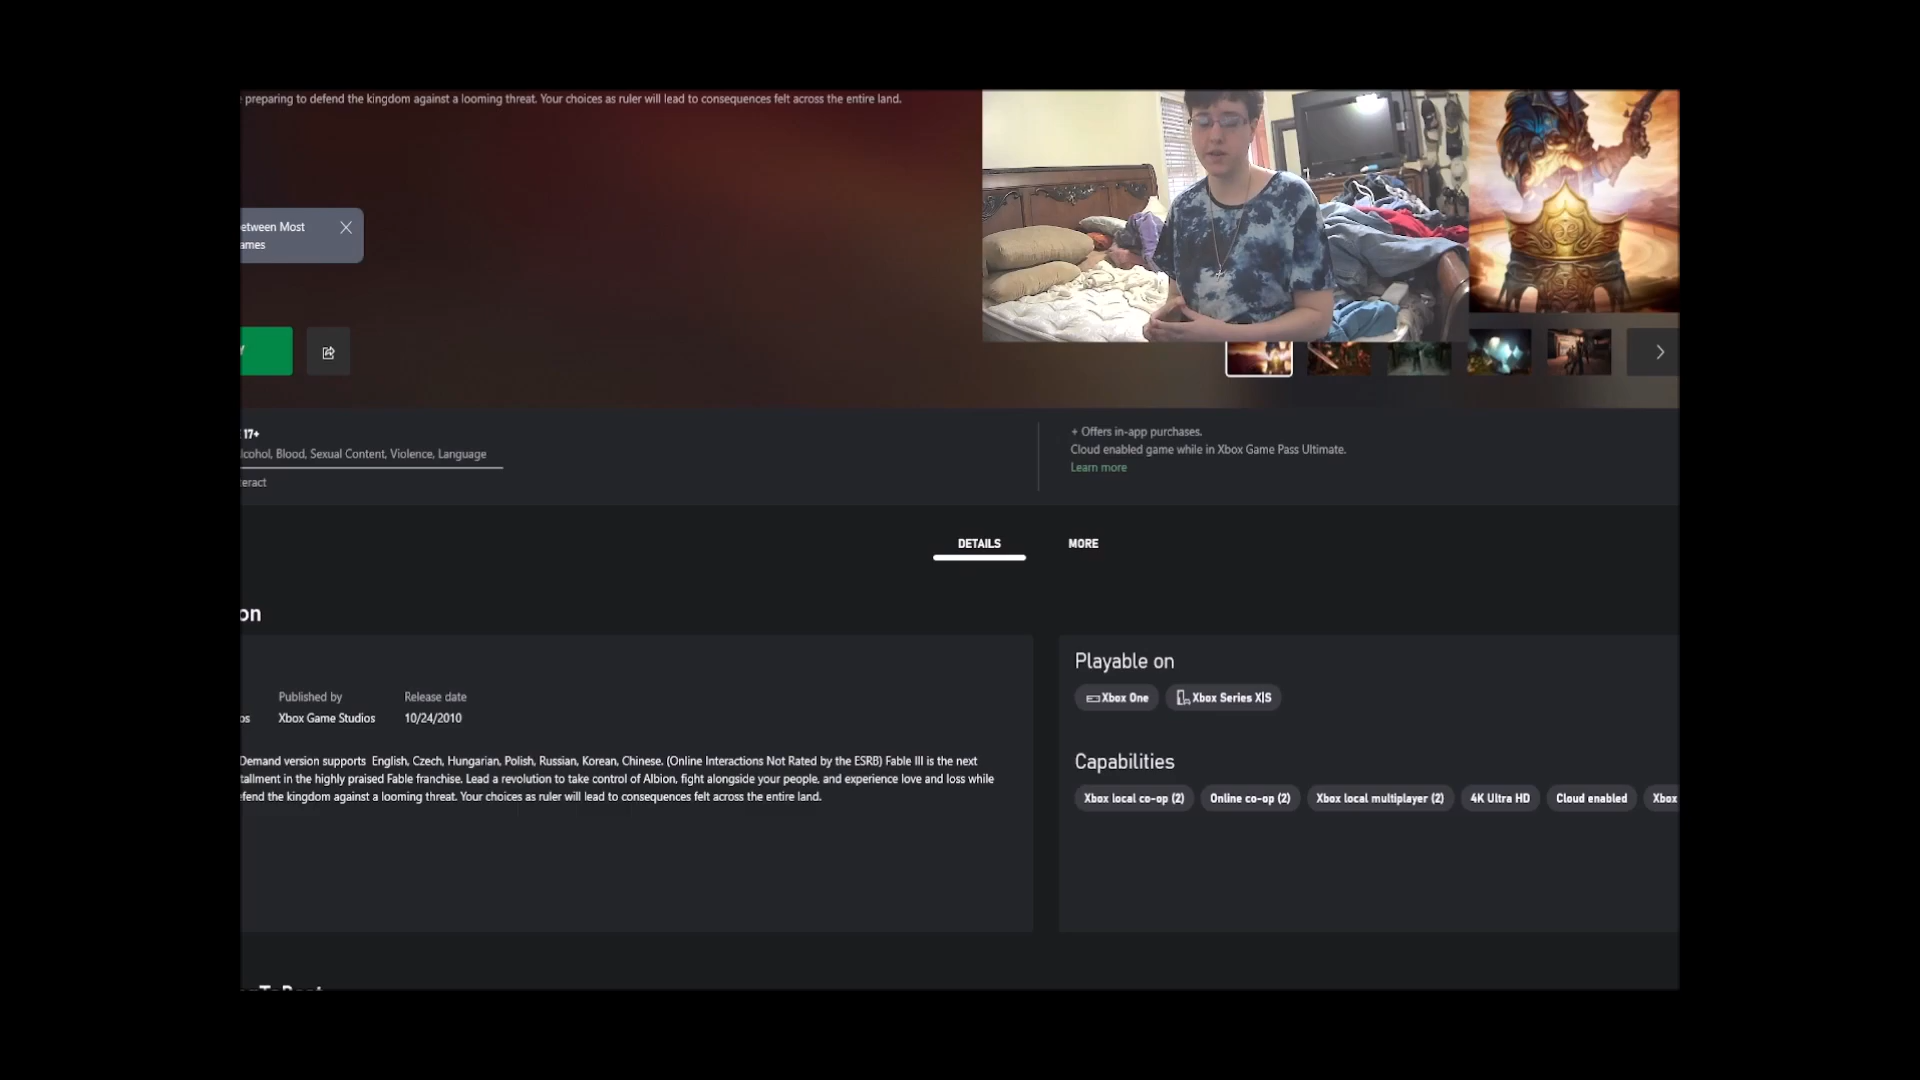 preparing to defend the kingdom against a looming threat. Your choices as ruler will lead to consequences felt across the entire land.
etween Most
ames
17+
lcohol, Blood, Sexual Content, Violence, Language
teract
+ Offers in-app purchases.
Cloud enabled game while in Xbox Game Pass Ultimate.
Learn more
DETAILS
MORE
on
Published by
Release date
os
Xbox Game Studios
10/24/2010
Demand version supports English, Czech, Hungarian, Polish, Russian, Korean, Chinese. (Online Interactions Not Rated by the ESRB) Fable III is the next
tallment in the highly praised Fable franchise. Lead a revolution to take control of Albion, fight alongside your people, and experience love and loss while
efend the kingdom against a looming threat. Your choices as ruler will lead to consequences felt across the entire land.
Playable on
Xbox One
Xbox Series X|S
Capabilities
Xbox local co-op (2)
Online co-op (2)
Xbox local multiplayer (2)
4K Ultra HD
Cloud enabled
Xbox